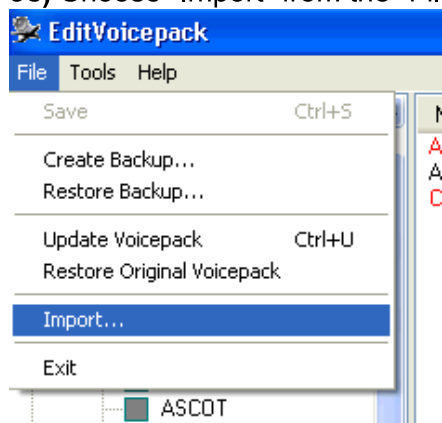 EditVoicepack
File Tools Help
Save Ctrl+S
Create Backup...
Restore Backup...
Update Voicepack Ctrl+U
Restore Original Voicepack
Import...
Exit
ASCOT